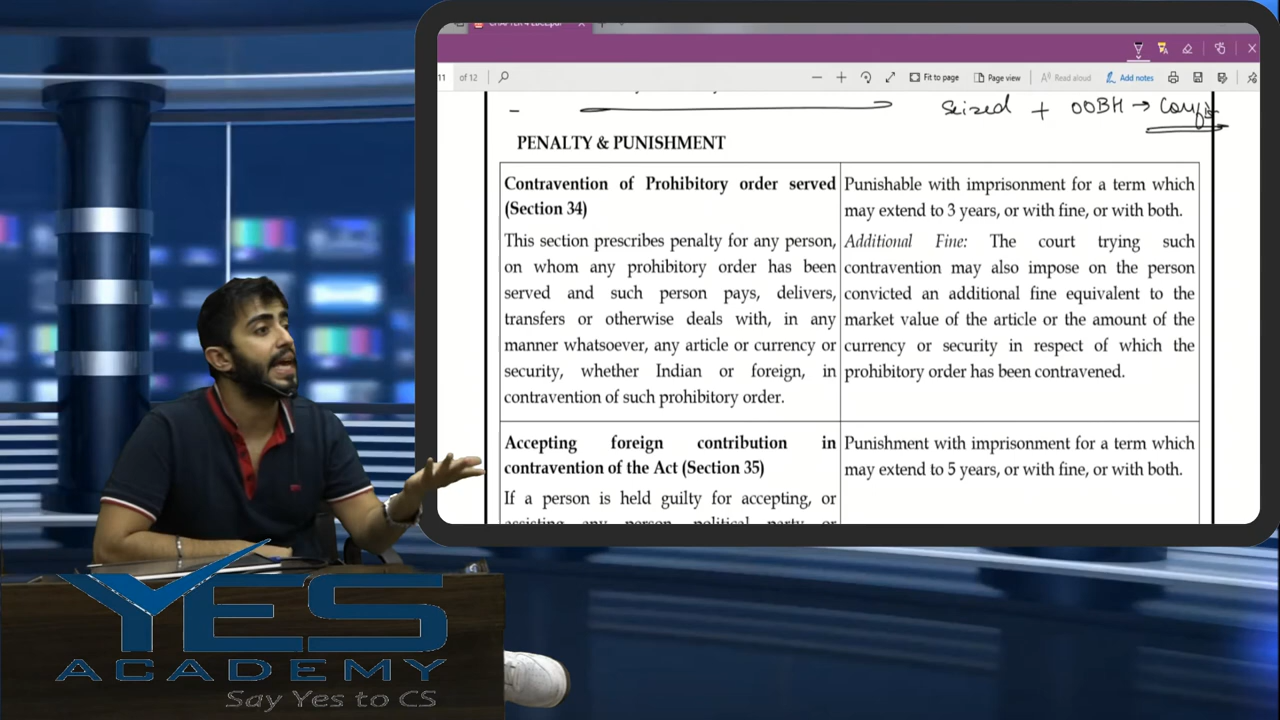 11 of 12
Fit to page
Page view
Read aloud
Add notes
seized + OOBH →
PENALTY & PUNISHMENT
Contravention of Prohibitory order served
(Section 34)
This section prescribes penalty for any person,
on whom any prohibitory order has been
served and such person pays, delivers,
transfers or otherwise deals with, in any
manner whatsoever, any article or currency or
security, whether Indian or foreign, in
contravention of such prohibitory order.
Punishable with imprisonment for a term which
may extend to 3 years, or with fine, or with both.
Additional Fine: The court trying such
contravention may also impose on the person
convicted an additional fine equivalent to the
market value of the article or the amount of the
currency or security in respect of which the
prohibitory order has been contravened.
Accepting foreign contribution in
contravention of the Act (Section 35)
If a person is held guilty for accepting, or
Punishment with imprisonment for a term which
may extend to 5 years, or with fine, or with both.
YES
ACADEMY
Say Yes to CS